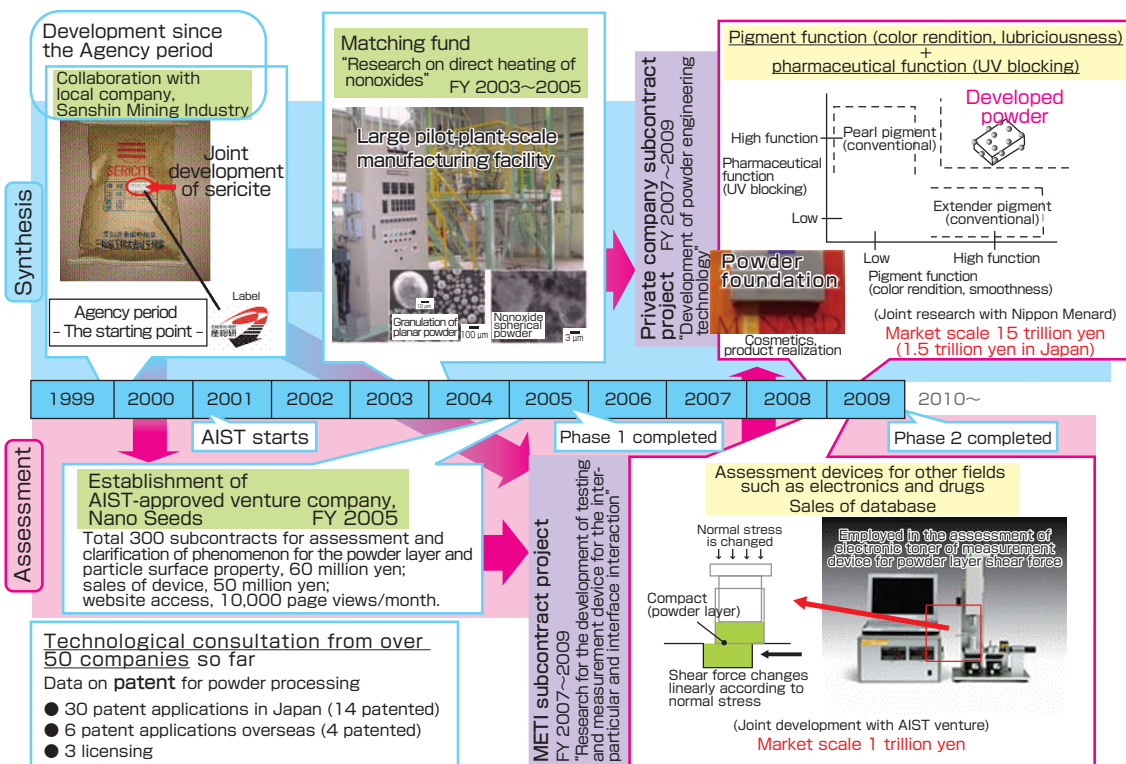 Development since
the Agency period
Collaboration with
local company,
Sanshin Mining Industry
SERICITE
Joint
development
of sericite
Label
産総研
Agency period
– The starting point –
Matching fund
"Research on direct heating of
nonoxides" FY 2003~2005
Large pilot-plant-scale
manufacturing facility
10 µm
Granulation of
planar powder
100 µm
Nonoxide
spherical
powder
3 µm
Private company subcontract
project FY 2007~2009
"Development of powder engineering
technology"
Pigment function (color rendition, lubriciousness)
+
pharmaceutical function (UV blocking)
Developed
powder
High function
Pearl pigment
(conventional)
Pharmaceutical
function
(UV blocking)
Low
Extender pigment
(conventional)
Low
High function
Pigment function
(color rendition, smoothness)
Powder
foundation
Cosmetics,
product realization
(Joint research with Nippon Menard)
Market scale 15 trillion yen
(1.5 trillion yen in Japan)
Synthesis
1999 2000 2001 2002 2003 2004 2005 2006 2007 2008 2009 2010~
AIST starts
Phase 1 completed
Phase 2 completed
Assessment
Establishment of
AIST-approved venture company,
Nano Seeds FY 2005
Total 300 subcontracts for assessment and
clarification of phenomenon for the powder layer and
particle surface property, 60 million yen;
sales of device, 50 million yen;
website access, 10,000 page views/month.
Technological consultation from over
50 companies so far
Data on patent for powder processing
● 30 patent applications in Japan (14 patented)
● 6 patent applications overseas (4 patented)
● 3 licensing
METI subcontract project
FY 2007~2009
"Research for the development of testing
and measurement device for the inter-
particular and interface interaction"
Assessment devices for other fields
such as electronics and drugs
Sales of database
Normal stress
is changed
Compact
(powder layer)
Shear force changes
linearly according to
normal stress
Employed in the assessment of
electronic toner of measurement
device for powder layer shear force
(Joint development with AIST venture)
Market scale 1 trillion yen